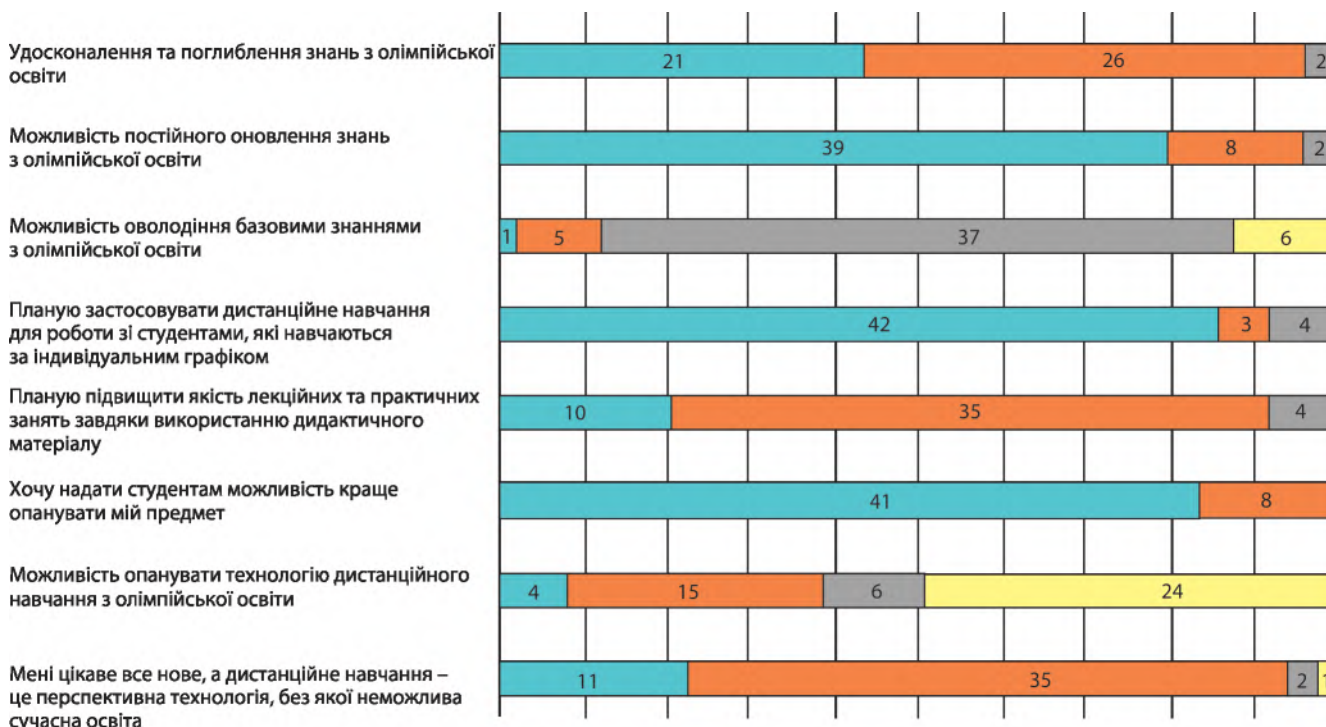 Удосконалення та поглиблення знань з олімпійської
освіти
21 26 2
Можливість постійного оновлення знань
з олімпійської освіти
39 8 2
Можливість оволодіння базовими знаннями
з олімпійської освіти
1 5 37 6
Планую застосовувати дистанційне навчання
для роботи зі студентами, які навчаються
за індивідуальним графіком
42 3 4
Планую підвищити якість лекційних та практичних
занять завдяки використанню дидактичного
матеріалу
10 35 4
Хочу надати студентам можливість краще
опанувати мій предмет
41 8
Можливість опанувати технологію дистанційного
навчання з олімпійської освіти
4 15 6 24
Мені цікаве все нове, а дистанційне навчання –
це перспективна технологія, без якої неможлива
сучасна освіта
11 35 2 1